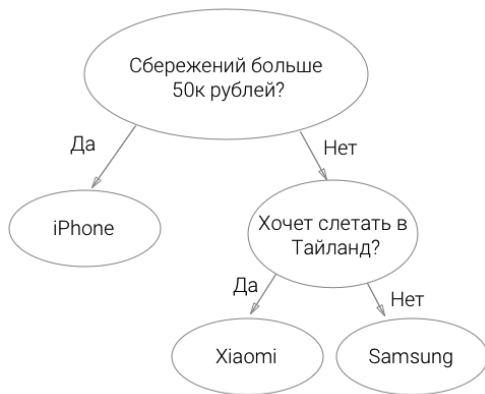 Сбережений больше
50к рублей?
Да
Нет
iPhone
Хочет слетать в
Тайланд?
Да
Нет
Xiaomi
Samsung